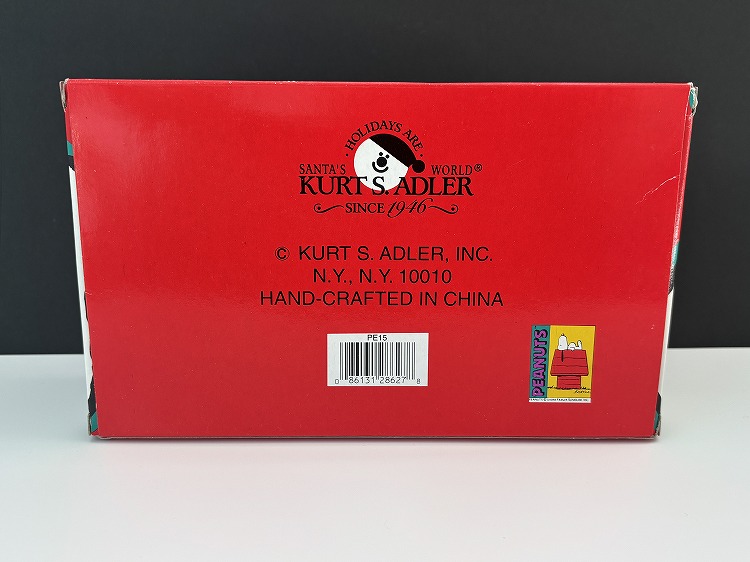 · HOLIDAYS ARE ·
SANTA'S WORLD®
KURT S. ADLER
SINCE 1946
© KURT S. ADLER, INC.
N.Y., N.Y. 10010
HAND-CRAFTED IN CHINA
PE15
0 86131 28627 8
PEANUTS